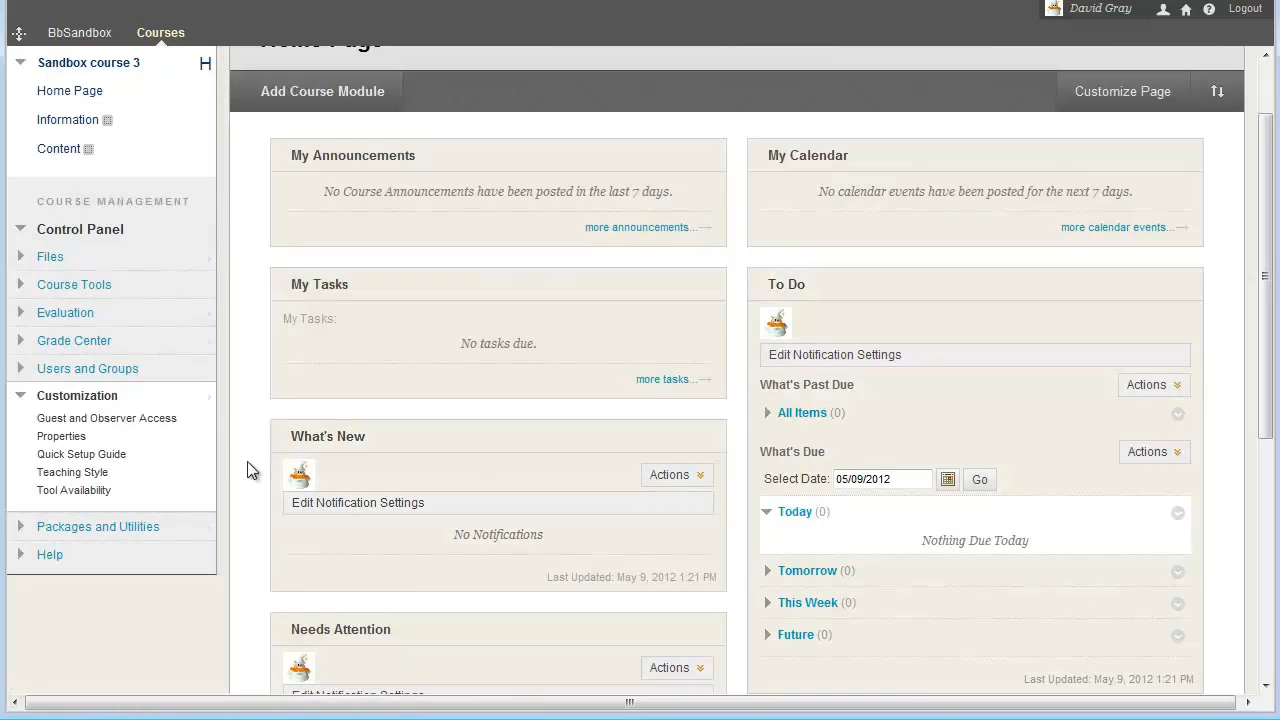 David Gray
Logout
BbSandbox
Courses
Sandbox course 3
Home Page
Information
Content
COURSE MANAGEMENT
Control Panel
Files
Course Tools
Evaluation
Grade Center
Users and Groups
Customization
Guest and Observer Access
Properties
Quick Setup Guide
Teaching Style
Tool Availability
Packages and Utilities
Help
Home Page
Add Course Module
Customize Page
My Announcements
No Course Announcements have been posted in the last 7 days.
more announcements...
My Tasks
My Tasks:
No tasks due.
more tasks...
What's New
Actions
Edit Notification Settings
No Notifications
Last Updated: May 9, 2012 1:21 PM
Needs Attention
Actions
Edit Notification Settings
My Calendar
No calendar events have been posted for the next 7 days.
more calendar events...
To Do
Edit Notification Settings
What's Past Due Actions
All Items (0)
What's Due Actions
Select Date: 05/09/2012 Go
Today (0)
Nothing Due Today
Tomorrow (0)
This Week (0)
Future (0)
Last Updated: May 9, 2012 1:21 PM